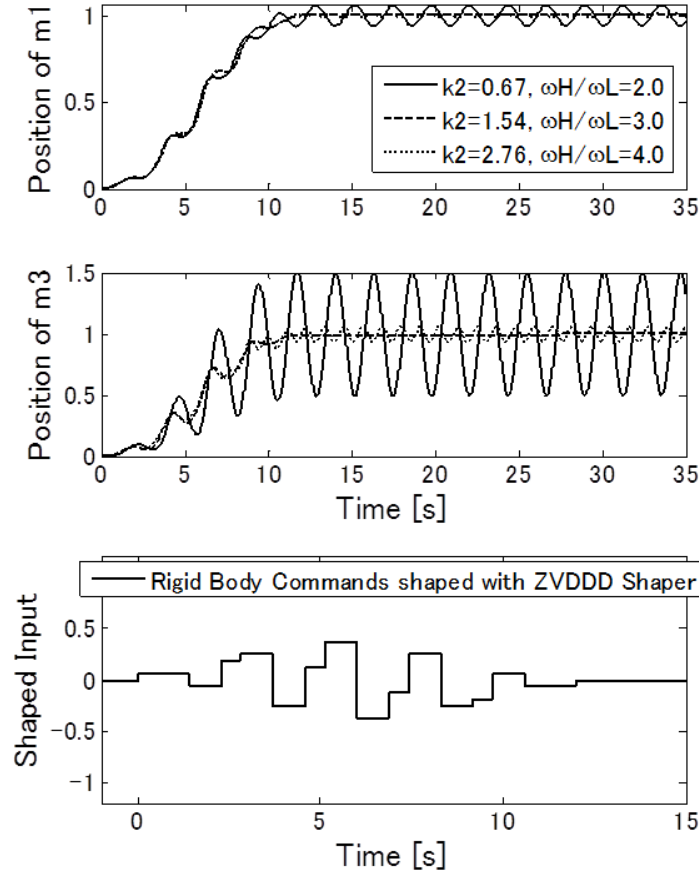 Position of m1
1
0.5
0
k2=0.67, ωH/ωL=2.0
k2=1.54, ωH/ωL=3.0
k2=2.76, ωH/ωL=4.0
0 5 10 15 20 25 30 35
Position of m3
1.5
1
0.5
0
0 5 10 15 20 25 30 35
Time [s]
Shaped Input
Rigid Body Commands shaped with ZVDDD Shaper
0.5
0
-0.5
-1
0 5 10 15
Time [s]